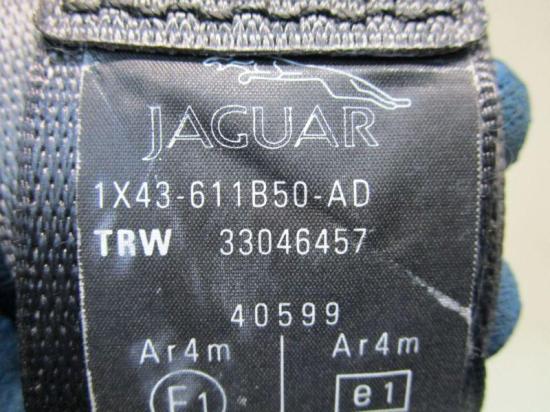 JAGUAR
1X43-611B50-AD
TRW 33046457
40599
Ar4m Ar4m
E1 e1